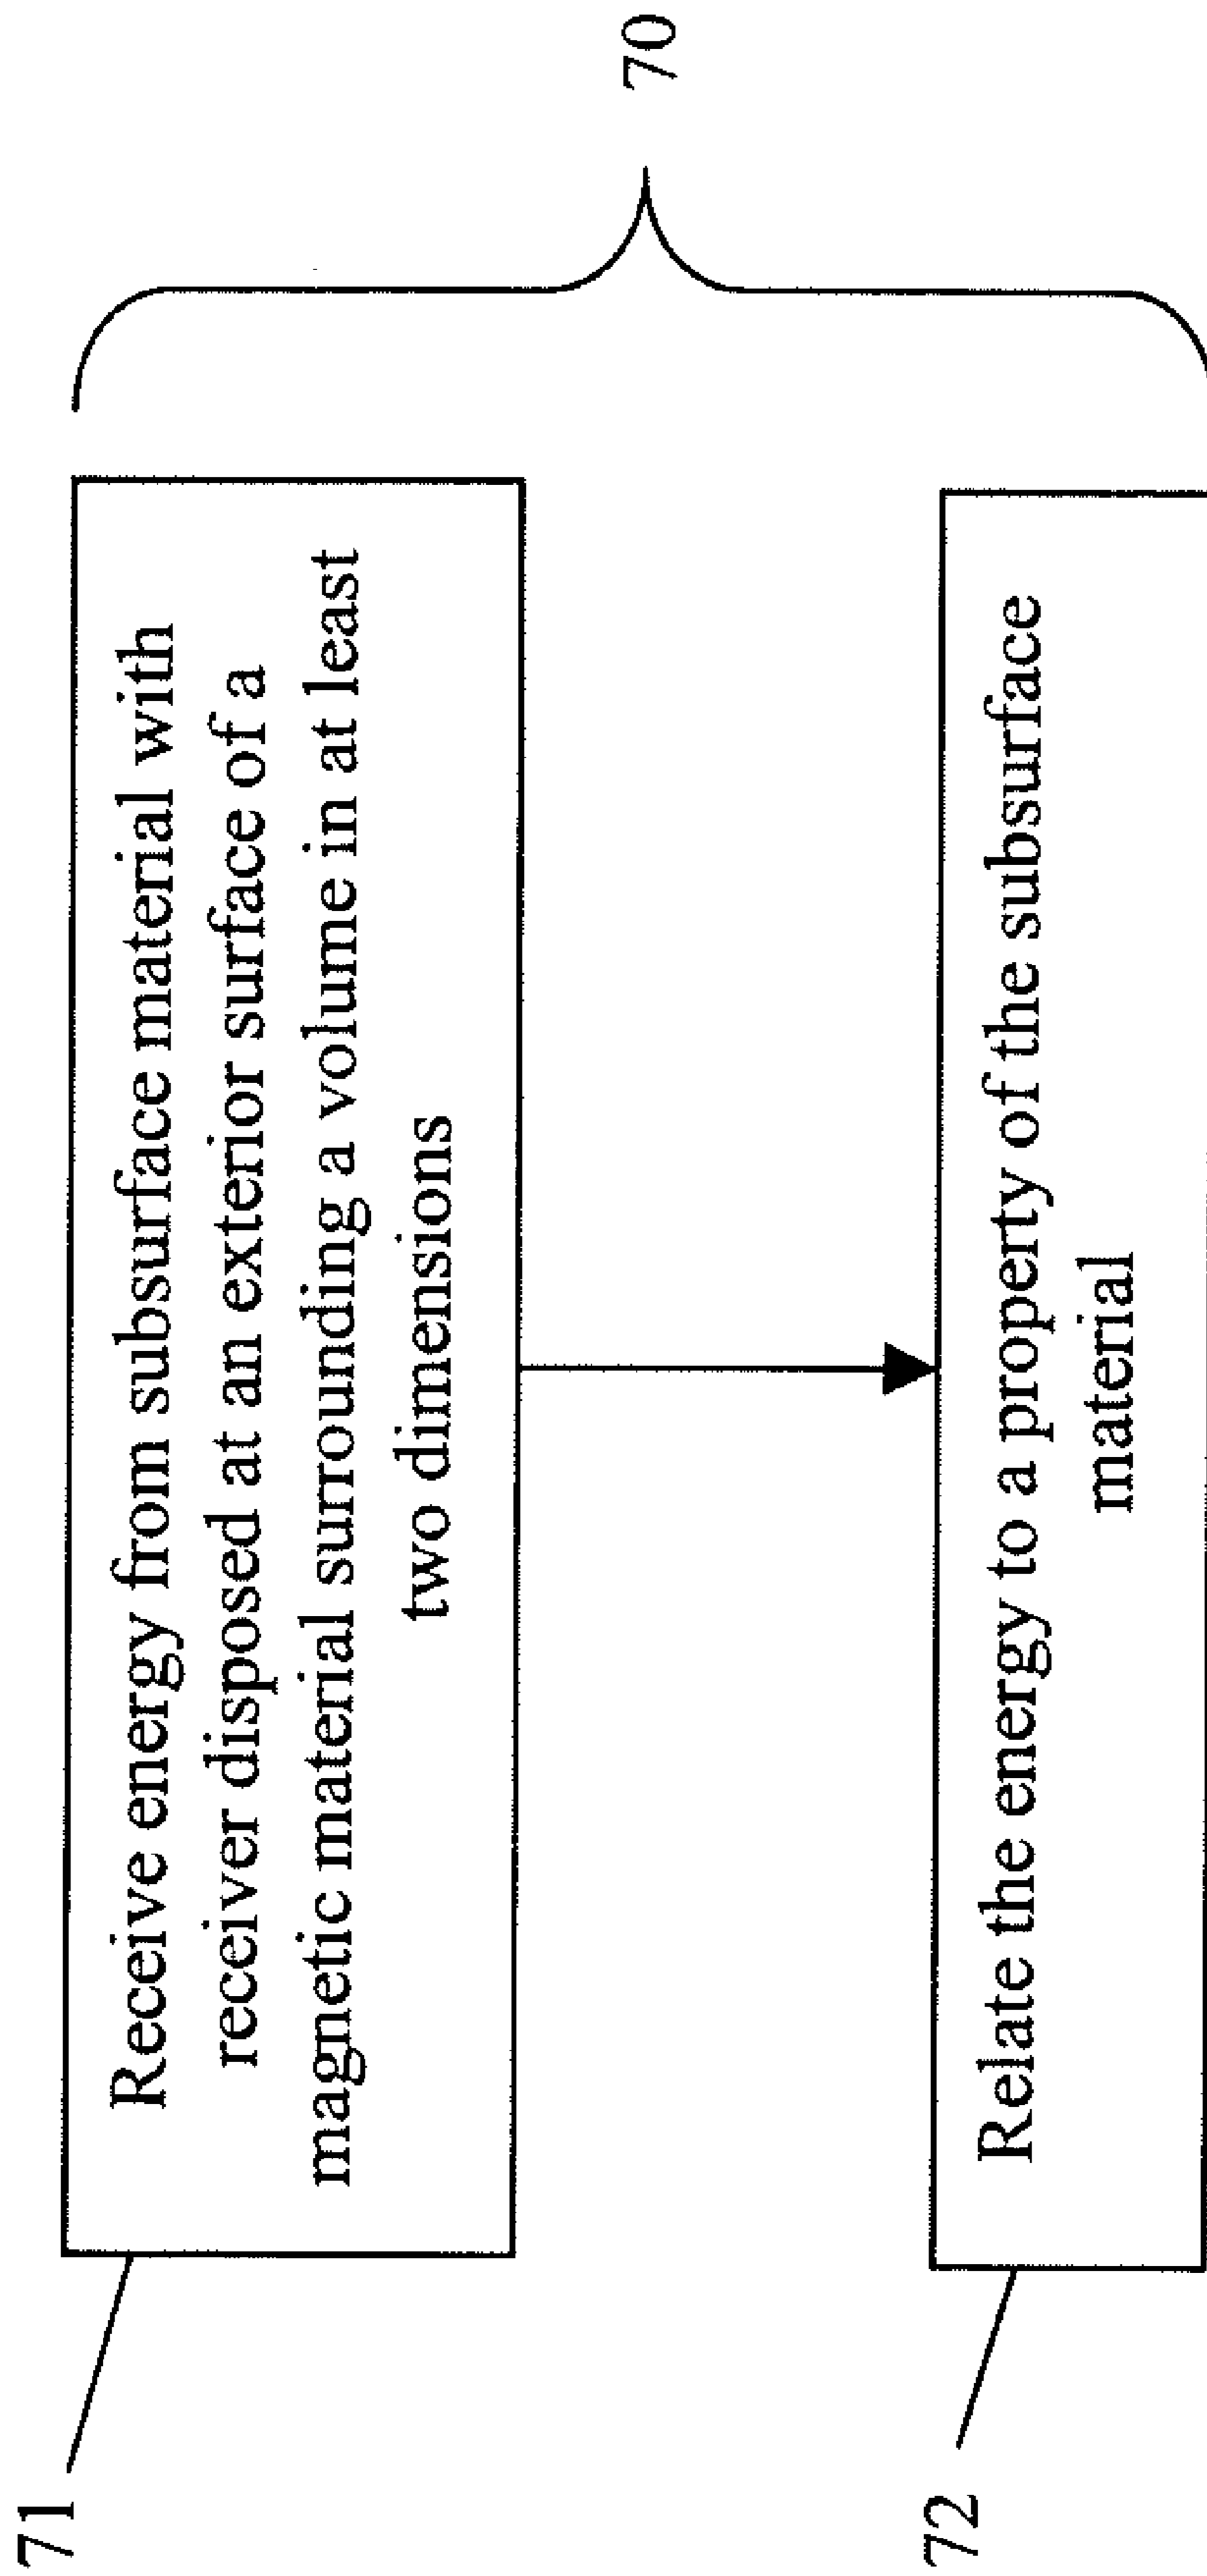 71
Receive energy from subsurface material with
receiver disposed at an exterior surface of a
magnetic material surrounding a volume in at least
two dimensions
72
Relate the energy to a property of the subsurface
material
70